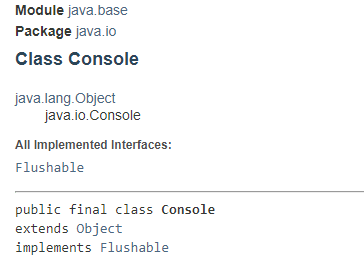 Module java.base
Package java.io
Class Console
java.lang.Object
java.io.Console
All Implemented Interfaces:
Flushable
public final class Console
extends Object
implements Flushable